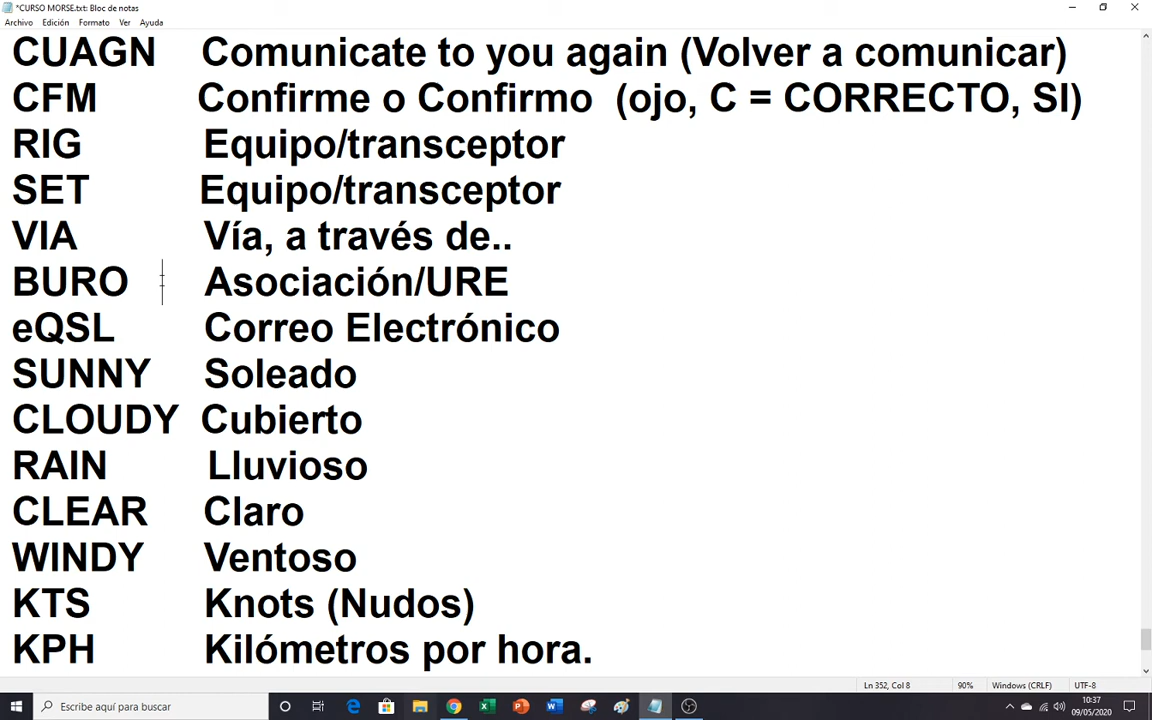 *CURSO MORSE.txt: Bloc de notas
Archivo Edición Formato Ver Ayuda
CUAGN Comunicate to you again (Volver a comunicar)
CFM Confirme o Confirmo (ojo, C = CORRECTO, SI)
RIG Equipo/transceptor
SET Equipo/transceptor
VIA Vía, a través de..
BURO Asociación/URE
eQSL Correo Electrónico
SUNNY Soleado
CLOUDY Cubierto
RAIN Lluvioso
CLEAR Claro
WINDY Ventoso
KTS Knots (Nudos)
KPH Kilómetros por hora.
Ln 352, Col 8 90% Windows (CRLF) UTF-8
Escribe aquí para buscar
10:37
09/05/2020